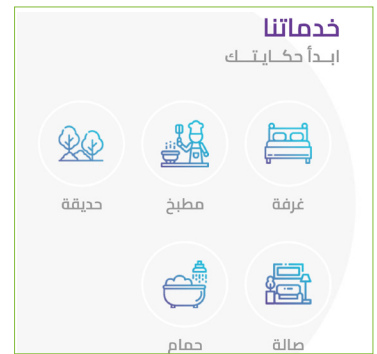 خدماتنا
ابـدأ حكـايتـك
غرفة
مطبخ
حديقة
صالة
حمام